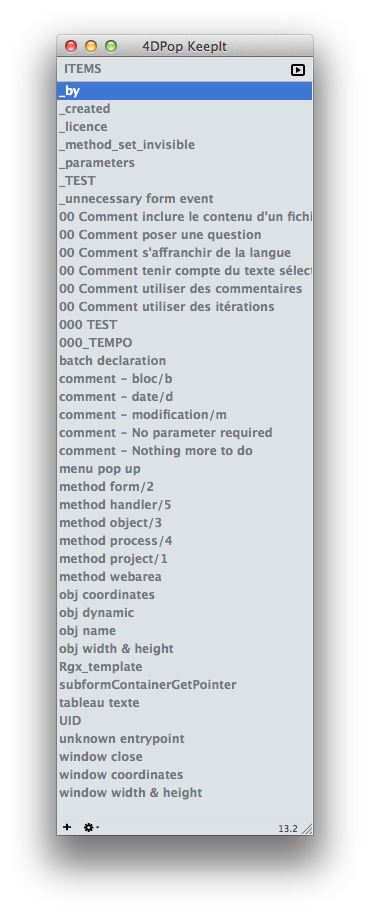 4DPop KeepIt
ITEMS
_by
_created
_licence
_method_set_invisible
_parameters
_TEST
_unnecessary form event
00 Comment inclure le contenu d'un fichi
00 Comment poser une question
00 Comment s'affranchir de la langue
00 Comment tenir compte du texte sélect
00 Comment utiliser des commentaires
00 Comment utiliser des itérations
000 TEST
000_TEMPO
batch declaration
comment - bloc/b
comment - date/d
comment - modification/m
comment - No parameter required
comment - Nothing more to do
menu pop up
method form/2
method handler/5
method object/3
method process/4
method project/1
method webarea
obj coordinates
obj dynamic
obj name
obj width & height
Rgx_template
subformContainerGetPointer
tableau texte
UID
unknown entrypoint
window close
window coordinates
window width & height
13.2